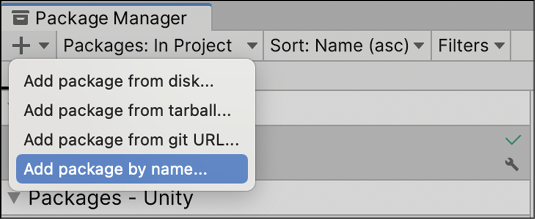 Package Manager
Packages: In Project Sort: Name (asc) Filters
Add package from disk...
Add package from tarball...
Add package from git URL...
Add package by name...
Packages - Unity